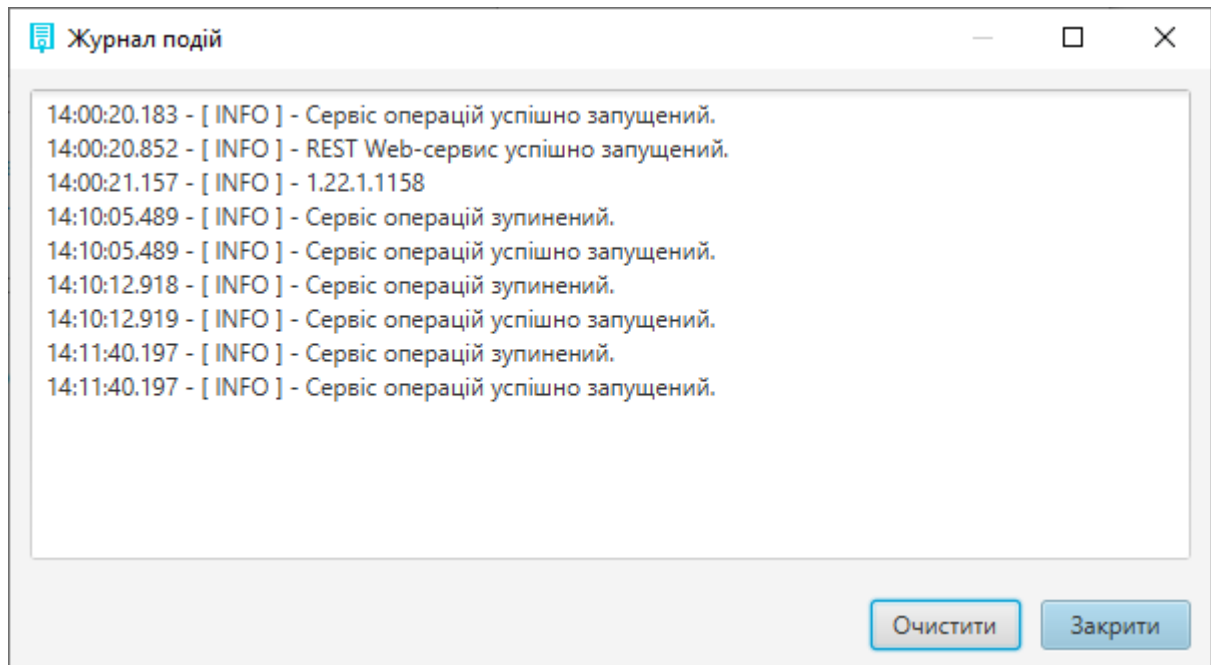 Журнал подій
14:00:20.183 - [ INFO ] - Сервіс операцій успішно запущений.
14:00:20.852 - [ INFO ] - REST Web-сервис успішно запущений.
14:00:21.157 - [ INFO ] - 1.22.1.1158
14:10:05.489 - [ INFO ] - Сервіс операцій зупинений.
14:10:05.489 - [ INFO ] - Сервіс операцій успішно запущений.
14:10:12.918 - [ INFO ] - Сервіс операцій зупинений.
14:10:12.919 - [ INFO ] - Сервіс операцій успішно запущений.
14:11:40.197 - [ INFO ] - Сервіс операцій зупинений.
14:11:40.197 - [ INFO ] - Сервіс операцій успішно запущений.
Очистити Закрити